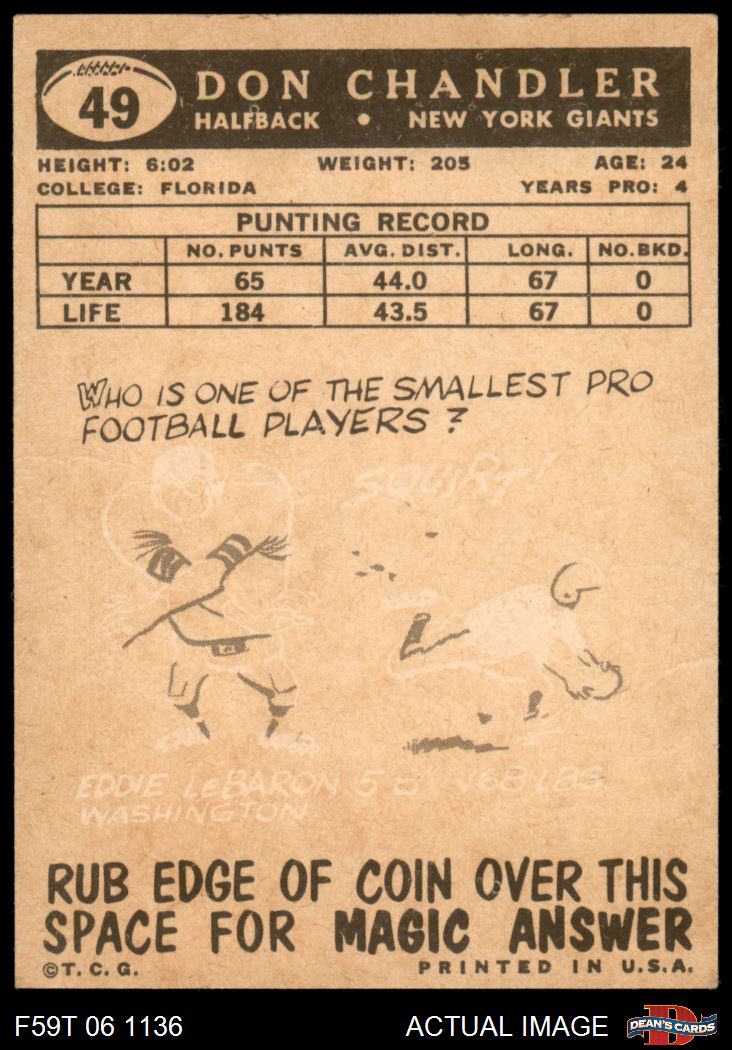 49
DON CHANDLER
HALFBACK • NEW YORK GIANTS
HEIGHT: 6:02 WEIGHT: 205 AGE: 24
COLLEGE: FLORIDA YEARS PRO: 4
PUNTING RECORD
NO. PUNTS AVG. DIST. LONG. NO. BKD.
YEAR 65 44.0 67 0
LIFE 184 43.5 67 0
WHO IS ONE OF THE SMALLEST PRO
FOOTBALL PLAYERS?
SQUIRT!
EDDIE LeBARON 5'8" 168 LBS
WASHINGTON
RUB EDGE OF COIN OVER THIS
SPACE FOR MAGIC ANSWER
©T. C. G. PRINTED IN U.S.A.
F59T 06 1136 ACTUAL IMAGE DEAN'S CARDS